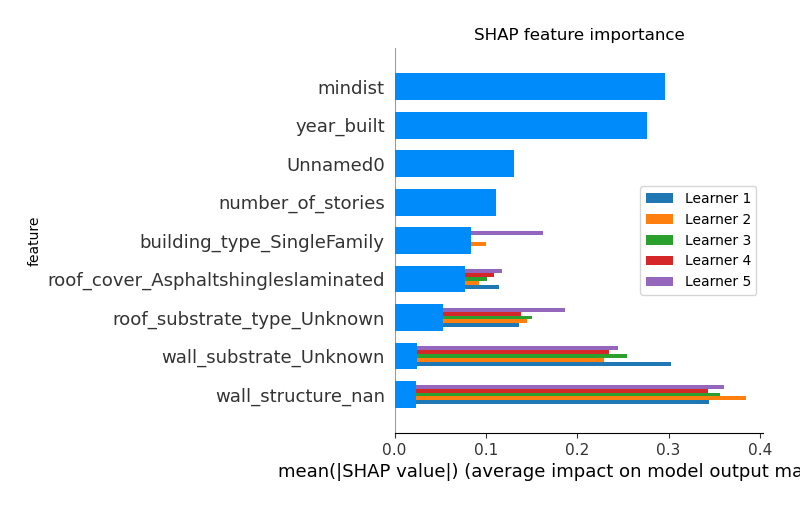 SHAP feature importance
feature
mindist
year_built
Unnamed0
number_of_stories
building_type_SingleFamily
roof_cover_Asphaltshingleslaminated
roof_substrate_type_Unknown
wall_substrate_Unknown
wall_structure_nan
Learner 1
Learner 2
Learner 3
Learner 4
Learner 5
0.0 0.1 0.2 0.3 0.4
mean(|SHAP value|) (average impact on model output ma